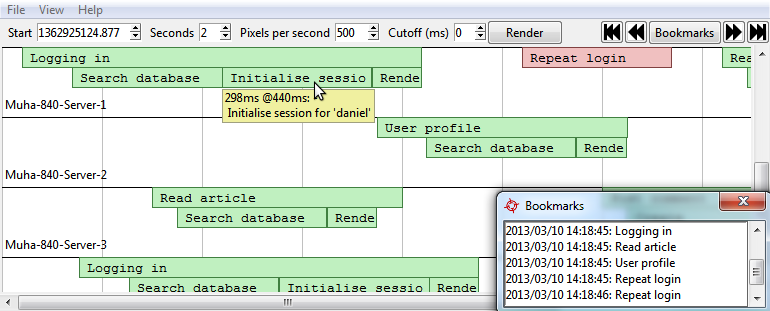 File View Help
Start 1362925124.877 Seconds 2 Pixels per second 500 Cutoff (ms) 0 Render Bookmarks
Logging in Repeat login Rea
Search database Initialise sessio Rende
298ms @440ms:
Initialise session for 'daniel'
Muha-840-Server-1
User profile
Search database Rende
Muha-840-Server-2
Read article
Search database Rende
Muha-840-Server-3
Logging in
Search database Initialise sessio Rende
Bookmarks
2013/03/10 14:18:45: Logging in
2013/03/10 14:18:45: Read article
2013/03/10 14:18:45: User profile
2013/03/10 14:18:45: Repeat login
2013/03/10 14:18:46: Repeat login